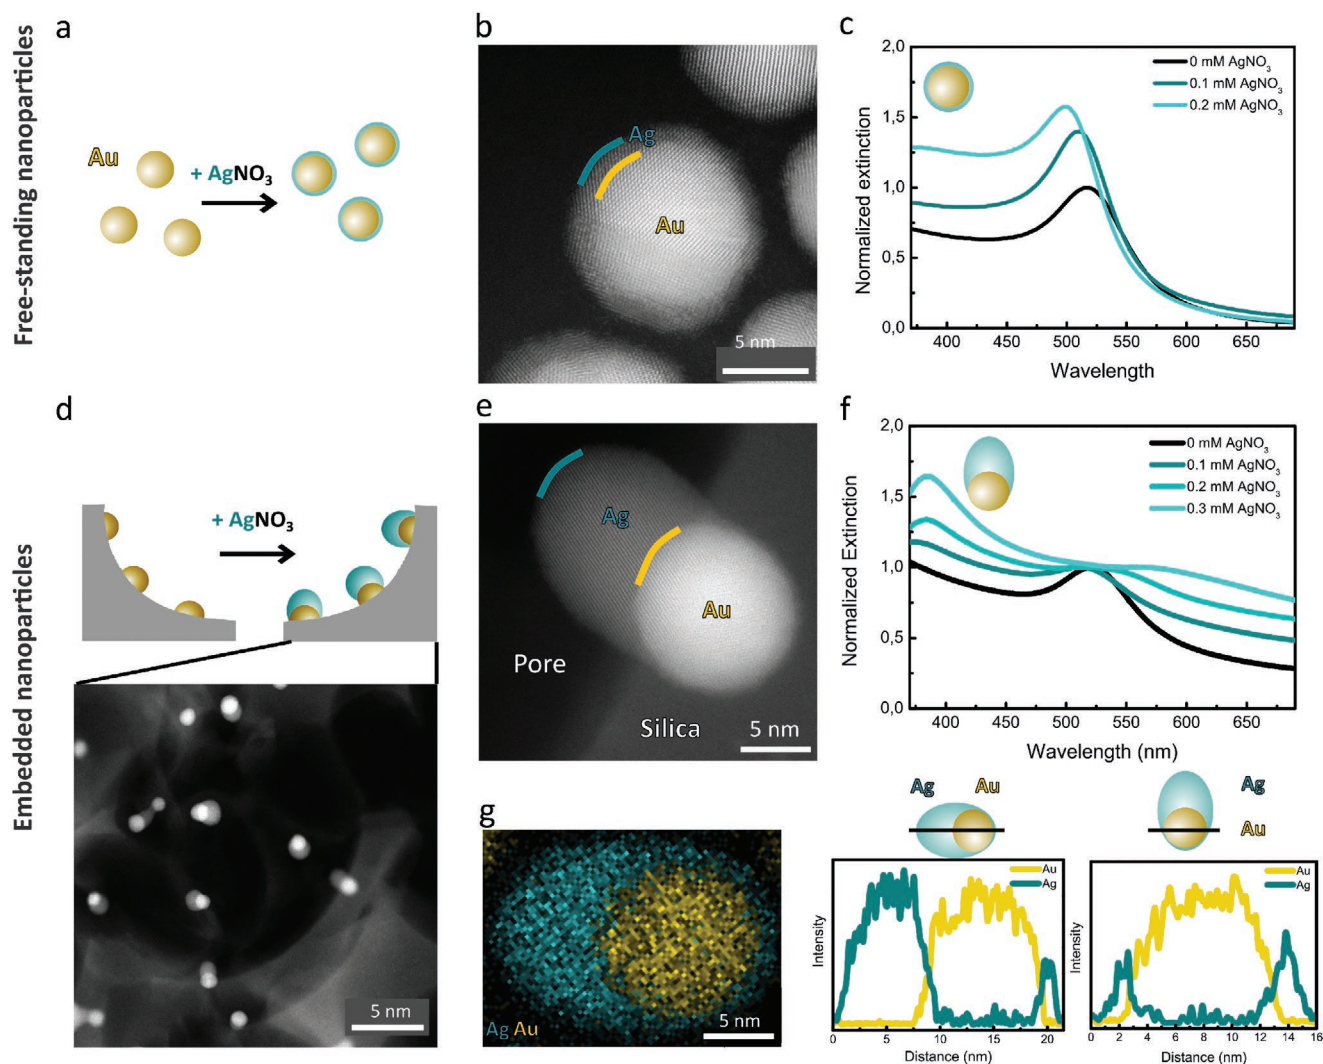 Free-standing nanoparticles
a
Au
+ AgNO3
b
Ag
Au
5 nm
c
2,0
1,5
1,0
0,5
0,0
Normalized extinction
0 mM AgNO3
0.1 mM AgNO3
0.2 mM AgNO3
400 450 500 550 600 650
Wavelength
Embedded nanoparticles
d
+ AgNO3
5 nm
e
Ag
Au
Pore
Silica
5 nm
f
2,0
1,5
1,0
0,5
0,0
Normalized Extinction
0 mM AgNO3
0.1 mM AgNO3
0.2 mM AgNO3
0.3 mM AgNO3
400 450 500 550 600 650
Wavelength (nm)
g
Ag Au
5 nm
Ag Au
Au
Ag
Intensity
0 5 10 15 20
Distance (nm)
Ag
Au
Au
Ag
Intensity
0 2 4 6 8 10 12 14 16
Distance (nm)